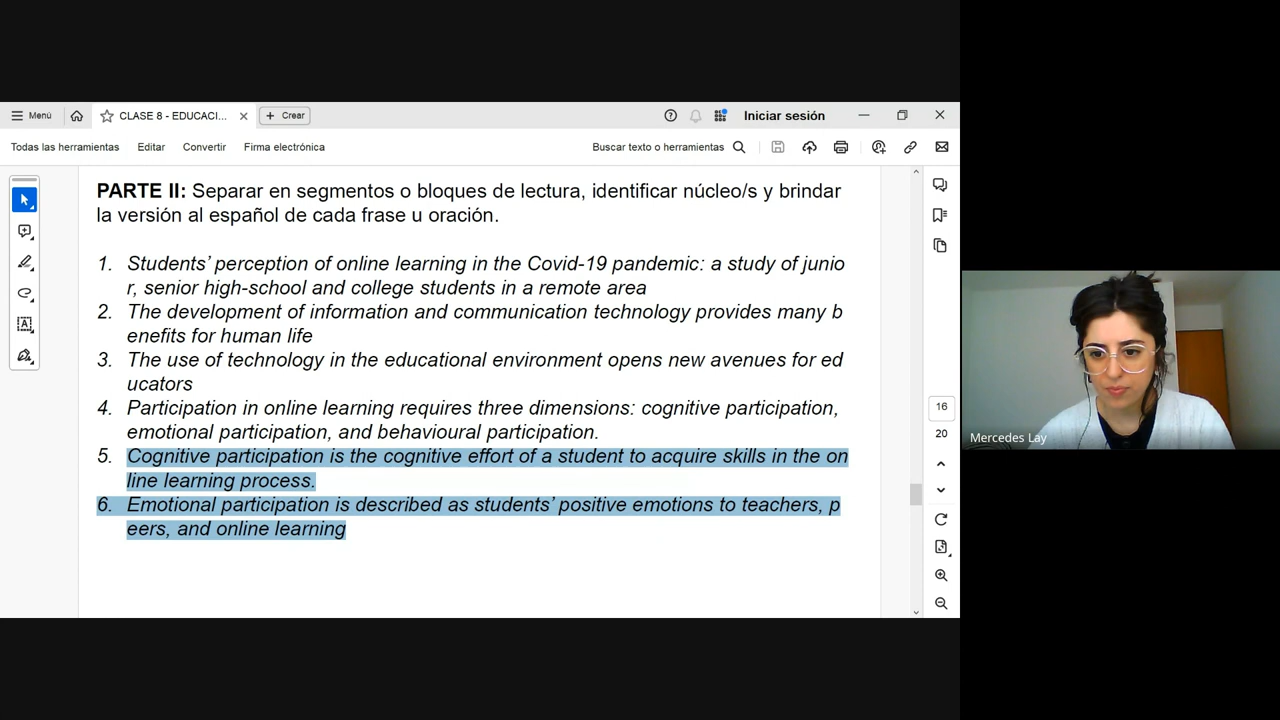 Menú
CLASE 8 - EDUCACI...
Crear
Iniciar sesión
Todas las herramientas
Editar
Convertir
Firma electrónica
Buscar texto o herramientas
PARTE II: Separar en segmentos o bloques de lectura, identificar núcleo/s y brindar
la versión al español de cada frase u oración.
1. Students’ perception of online learning in the Covid-19 pandemic: a study of junio
r, senior high-school and college students in a remote area
2. The development of information and communication technology provides many b
enefits for human life
3. The use of technology in the educational environment opens new avenues for ed
ucators
4. Participation in online learning requires three dimensions: cognitive participation,
emotional participation, and behavioural participation.
5. Cognitive participation is the cognitive effort of a student to acquire skills in the on
line learning process.
6. Emotional participation is described as students’ positive emotions to teachers, p
eers, and online learning
16
20
Mercedes Lay